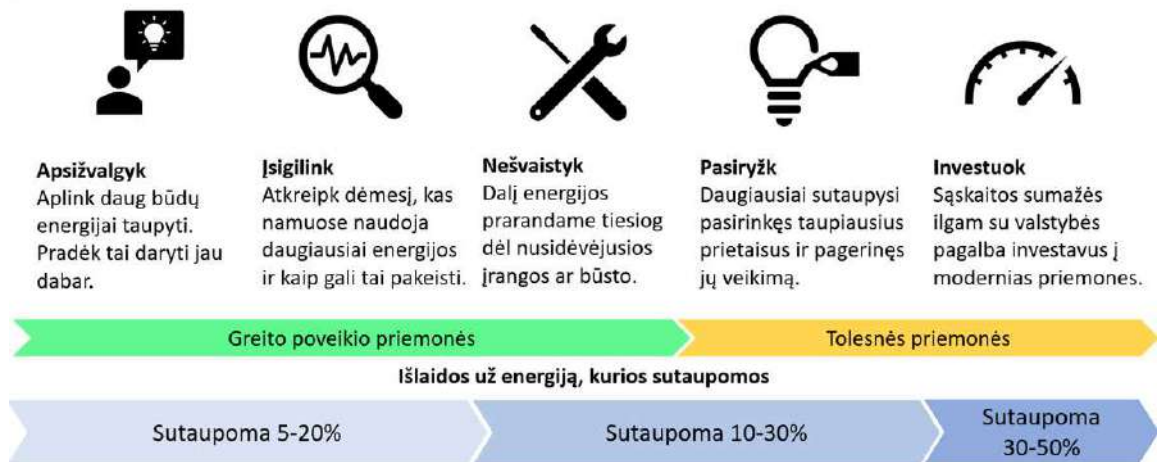 Apsižvalgyk
Aplink daug būdų
energijai taupyti.
Pradėk tai daryti jau
dabar.
Įsigilink
Atkreipk dėmesį, kas
namuose naudoja
daugiausiai energijos
ir kaip gali tai pakeisti.
Nešvaistyk
Dalį energijos
prarandame tiesiog
dėl nusidėvėjusios
įrangos ar būsto.
Pasiryžk
Daugiausiai sutaupysi
pasirinkęs taupiausius
prietaisus ir pagerinęs
jų veikimą.
Investuok
Sąskaitos sumažės
ilgam su valstybės
pagalba investavus į
modernias priemones.
Greito poveikio priemonės
Tolesnės priemonės
Išlaidos už energiją, kurios sutaupomos
Sutaupoma 5-20%
Sutaupoma 10-30%
Sutaupoma
30-50%